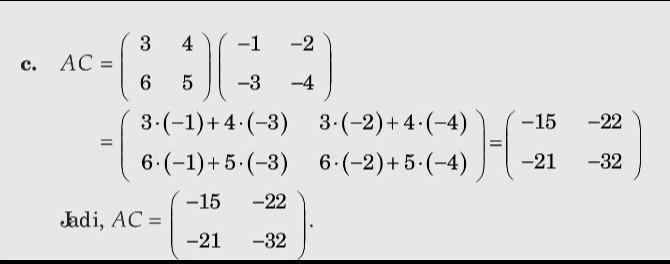 c. AC = ( 3 4 ) ( −1 −2 )
( 6 5 ) ( −3 −4 )
= ( 3·(−1)+4·(−3) 3·(−2)+4·(−4) ) = ( −15 −22 )
( 6·(−1)+5·(−3) 6·(−2)+5·(−4) ) ( −21 −32 )
Jadi, AC = ( −15 −22 ) .
( −21 −32 )